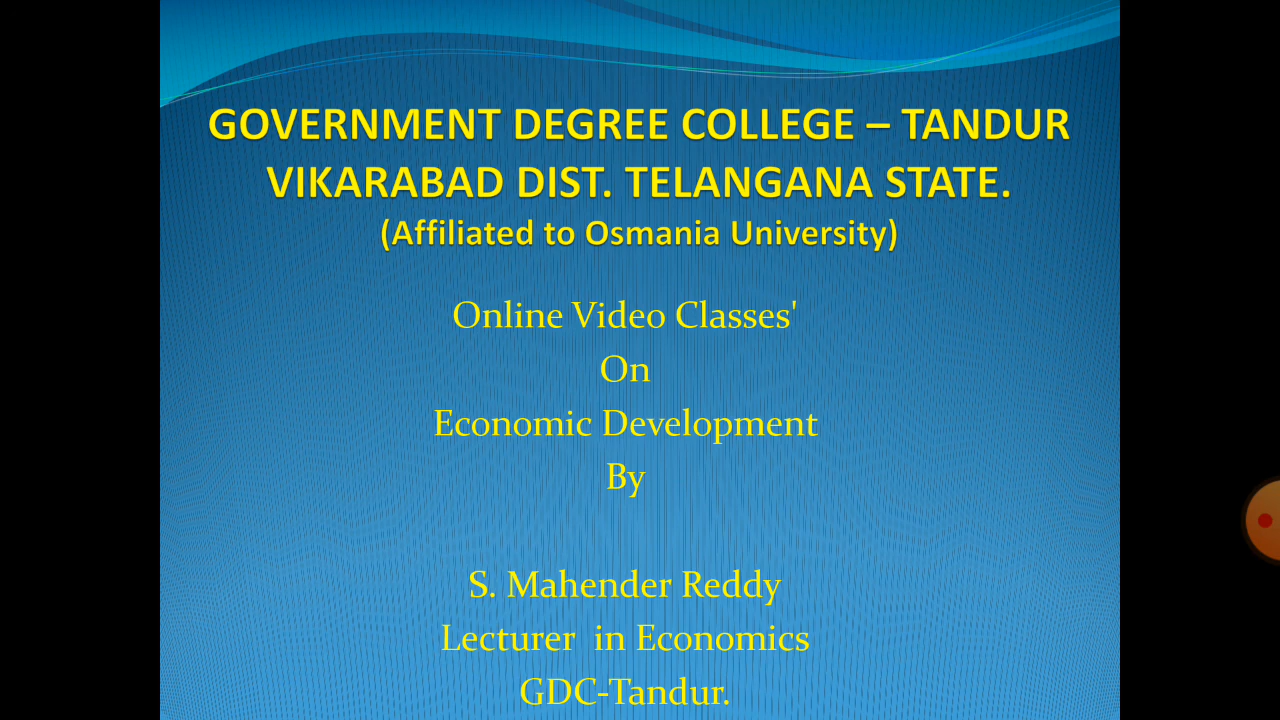 GOVERNMENT DEGREE COLLEGE – TANDUR
VIKARABAD DIST. TELANGANA STATE.
(Affiliated to Osmania University)
Online Video Classes'
On
Economic Development
By
S. Mahender Reddy
Lecturer  in Economics
GDC-Tandur.